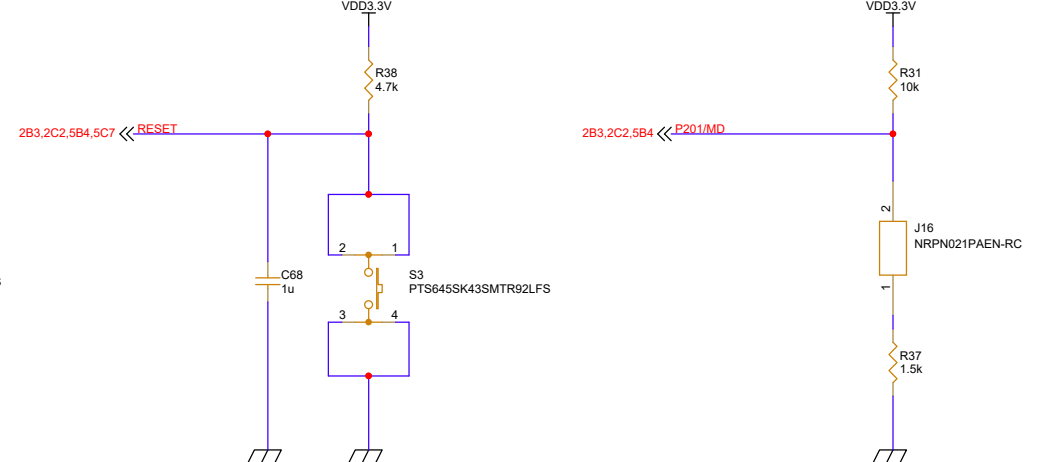 VDD3.3V
VDD3.3V
R38
4.7k
R31
10k
2B3,2C2,5B4,5C7
RESET
2B3,2C2,5B4
P201/MD
2
J16
NRPN021PAEN-RC
2
1
C68
1u
S3
PTS645SK43SMTR92LFS
1
3
4
R37
1.5k